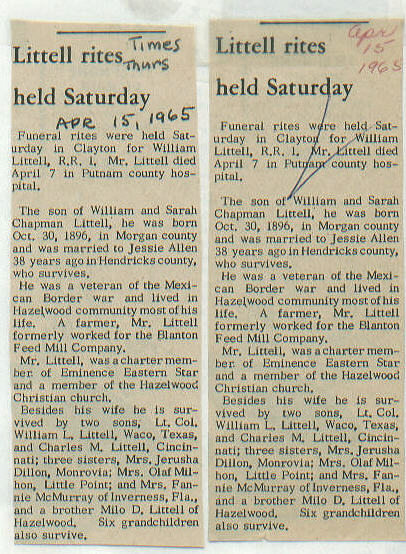 Littell rites
Times
Thurs
held Saturday
APR 15, 1965
Funeral rites were held Sat-
urday in Clayton for William
Littell, R.R. 1. Mr. Littell died
April 7 in Putnam county hos-
pital.
The son of William and Sarah
Chapman Littell, he was born
Oct. 30, 1896, in Morgan county
and was married to Jessie Allen
38 years ago in Hendricks county,
who survives.
He was a veteran of the Mexi-
can Border war and lived in
Hazelwood community most of his
life. A farmer, Mr. Littell
formerly worked for the Blanton
Feed Mill Company.
Mr. Littell, was a charter mem-
ber of Eminence Eastern Star
and a member of the Hazelwood
Christian church.
Besides his wife he is sur-
vived by two sons, Lt. Col.
William L. Littell, Waco, Texas,
and Charles M. Littell, Cincin-
nati; three sisters, Mrs. Jerusha
Dillon, Monrovia; Mrs. Olaf Mil-
hon, Little Point; and Mrs. Fan-
nie McMurray of Inverness, Fla.,
and a brother Milo D. Littell of
Hazelwood. Six grandchildren
also survive.
Littell rites
Apr
15
1965
held Saturday
Funeral rites were held Sat-
urday in Clayton for William
Littell, R.R. 1. Mr. Littell died
April 7 in Putnam county hos-
pital.
The son of William and Sarah
Chapman Littell, he was born
Oct. 30, 1896, in Morgan county
and was married to Jessie Allen
38 years ago in Hendricks county,
who survives.
He was a veteran of the Mexi-
can Border war and lived in
Hazelwood community most of his
life. A farmer, Mr. Littell
formerly worked for the Blanton
Feed Mill Company.
Mr. Littell, was a charter mem-
ber of Eminence Eastern Star
and a member of the Hazelwood
Christian church.
Besides his wife he is sur-
vived by two sons, Lt. Col.
William L. Littell, Waco, Texas,
and Charles M. Littell, Cincin-
nati; three sisters, Mrs. Jerusha
Dillon, Monrovia; Mrs. Olaf Mil-
hon, Little Point; and Mrs. Fan-
nie McMurray of Inverness, Fla.,
and a brother Milo D. Littell of
Hazelwood. Six grandchildren
also survive.